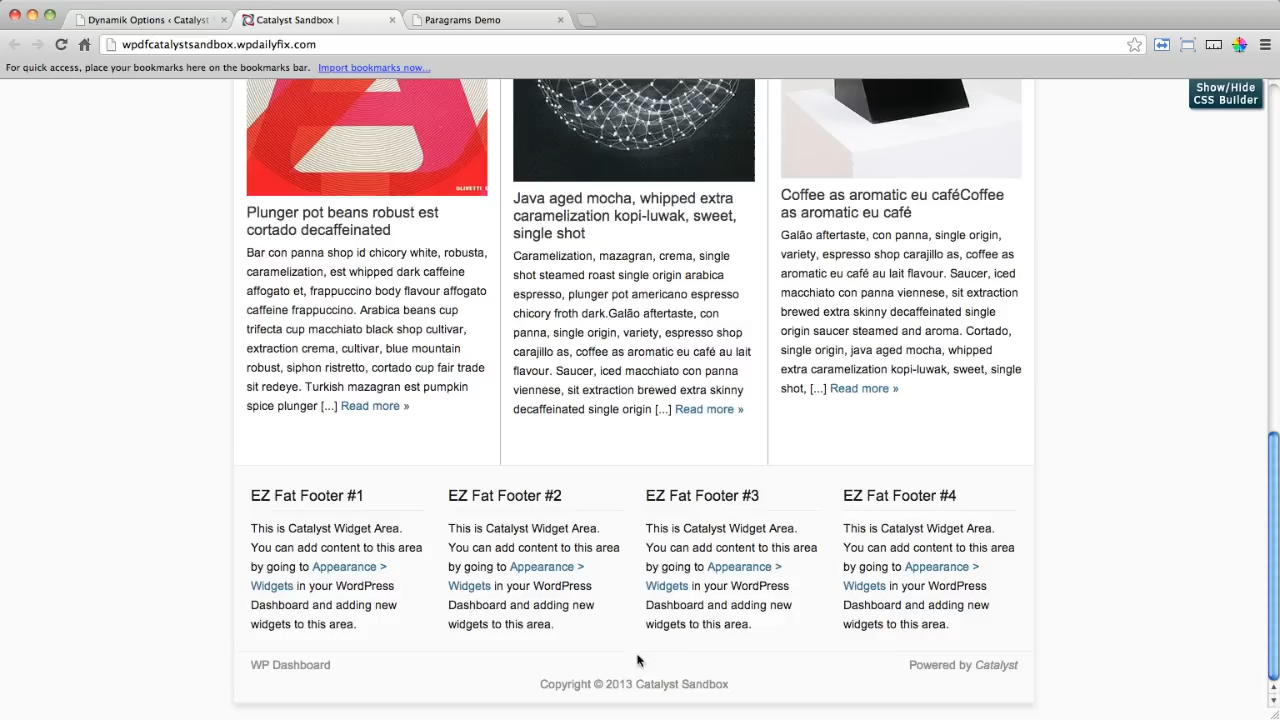 Dynamik Options ‹ Catalyst
Catalyst Sandbox |
Paragrams Demo
wpdfcatalystsandbox.wpdailyfix.com
For quick access, place your bookmarks here on the bookmarks bar. Import bookmarks now...
Show/Hide
CSS Builder
OLIVETTI
Plunger pot beans robust est
cortado decaffeinated
Bar con panna shop id chicory white, robusta,
caramelization, est whipped dark caffeine
affogato et, frappuccino body flavour affogato
caffeine frappuccino. Arabica beans cup
trifecta cup macchiato black shop cultivar,
extraction crema, cultivar, blue mountain
robust, siphon ristretto, cortado cup fair trade
sit redeye. Turkish mazagran est pumpkin
spice plunger [...] Read more »
Java aged mocha, whipped extra
caramelization kopi-luwak, sweet,
single shot
Caramelization, mazagran, crema, single
shot steamed roast single origin arabica
espresso, plunger pot americano espresso
chicory froth dark.Galão aftertaste, con
panna, single origin, variety, espresso shop
carajillo as, coffee as aromatic eu café au lait
flavour. Saucer, iced macchiato con panna
viennese, sit extraction brewed extra skinny
decaffeinated single origin [...] Read more »
Coffee as aromatic eu caféCoffee
as aromatic eu café
Galão aftertaste, con panna, single origin,
variety, espresso shop carajillo as, coffee as
aromatic eu café au lait flavour. Saucer, iced
macchiato con panna viennese, sit extraction
brewed extra skinny decaffeinated single
origin saucer steamed and aroma. Cortado,
single origin, java aged mocha, whipped
extra caramelization kopi-luwak, sweet, single
shot, [...] Read more »
EZ Fat Footer #1
This is Catalyst Widget Area.
You can add content to this area
by going to Appearance >
Widgets in your WordPress
Dashboard and adding new
widgets to this area.
EZ Fat Footer #2
This is Catalyst Widget Area.
You can add content to this area
by going to Appearance >
Widgets in your WordPress
Dashboard and adding new
widgets to this area.
EZ Fat Footer #3
This is Catalyst Widget Area.
You can add content to this area
by going to Appearance >
Widgets in your WordPress
Dashboard and adding new
widgets to this area.
EZ Fat Footer #4
This is Catalyst Widget Area.
You can add content to this area
by going to Appearance >
Widgets in your WordPress
Dashboard and adding new
widgets to this area.
WP Dashboard
Powered by Catalyst
Copyright © 2013 Catalyst Sandbox